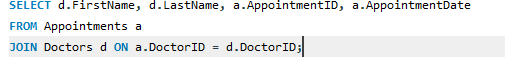 SELECT d.FirstName, d.LastName, a.AppointmentID, a.AppointmentDate
FROM Appointments a
JOIN Doctors d ON a.DoctorID = d.DoctorID;